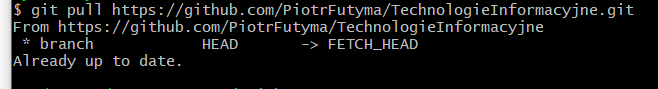 $ git pull https://github.com/PiotrFutyma/TechnologieInformacyjne.git
From https://github.com/PiotrFutyma/TechnologieInformacyjne
 * branch            HEAD       -> FETCH_HEAD
Already up to date.